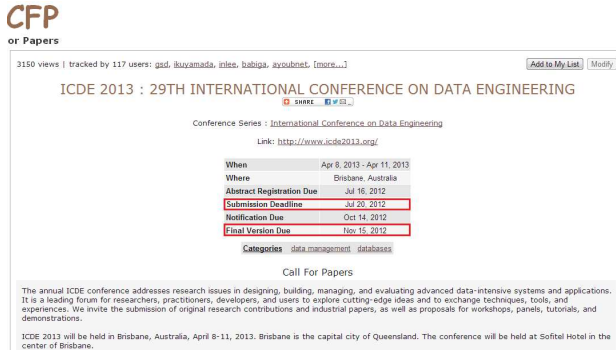 CFP
or Papers
3150 views | tracked by 117 users: gsd, ikuyamada, inlee, babiga, ayoubnet, [more...]
Add to My List Modify
ICDE 2013 : 29TH INTERNATIONAL CONFERENCE ON DATA ENGINEERING
SHARE
Conference Series : International Conference on Data Engineering
Link: http://www.icde2013.org/
When Apr 8, 2013 - Apr 11, 2013
Where Brisbane, Australia
Abstract Registration Due Jul 16, 2012
Submission Deadline Jul 20, 2012
Notification Due Oct 14, 2012
Final Version Due Nov 15, 2012
Categories data management databases
Call For Papers
The annual ICDE conference addresses research issues in designing, building, managing, and evaluating advanced data-intensive systems and applications.
It is a leading forum for researchers, practitioners, developers, and users to explore cutting-edge ideas and to exchange techniques, tools, and
experiences. We invite the submission of original research contributions and industrial papers, as well as proposals for workshops, panels, tutorials, and
demonstrations.
ICDE 2013 will be held in Brisbane, Australia, April 8-11, 2013. Brisbane is the capital city of Queensland. The conference will be held at Sofitel Hotel in the
center of Brisbane.